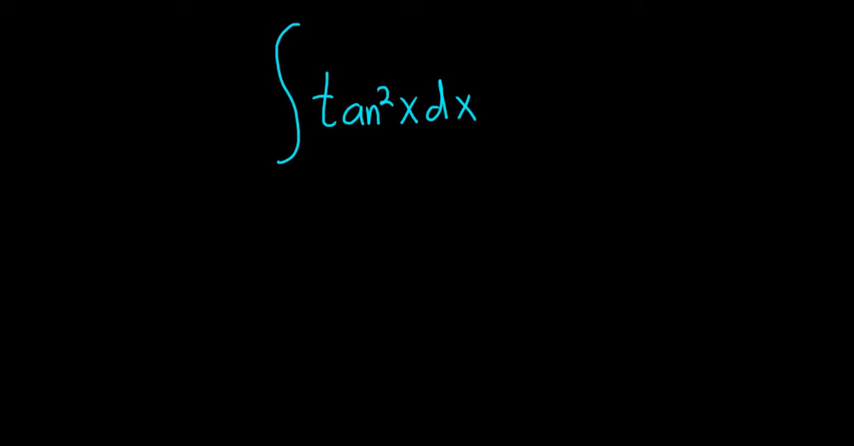 ∫ tan²x dx